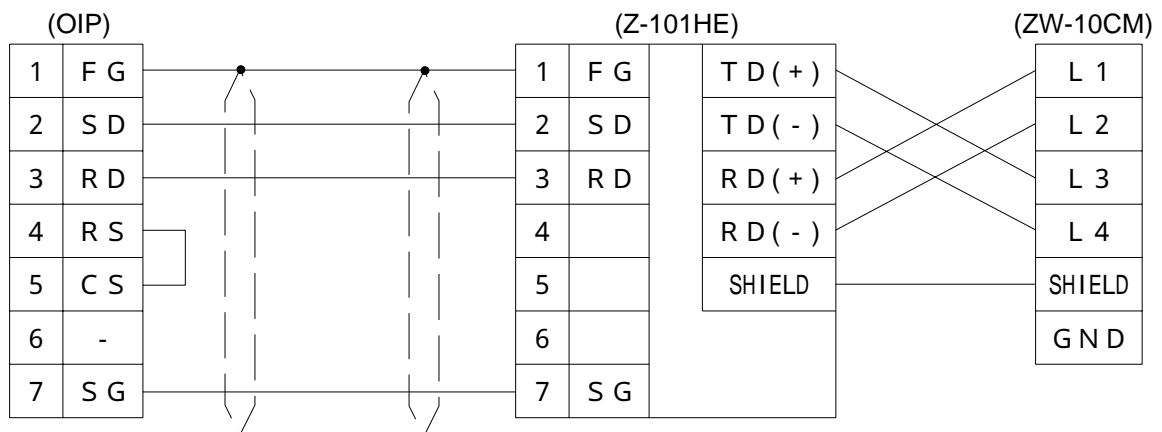 (OIP) (Z-101HE) (ZW-10CM)
1 FG 1 FG TD(+) L1
2 SD 2 SD TD(-) L2
3 RD 3 RD RD(+) L3
4 RS 4 RD(-) L4
5 CS 5 SHIELD SHIELD
6 - 6 GND
7 SG 7 SG